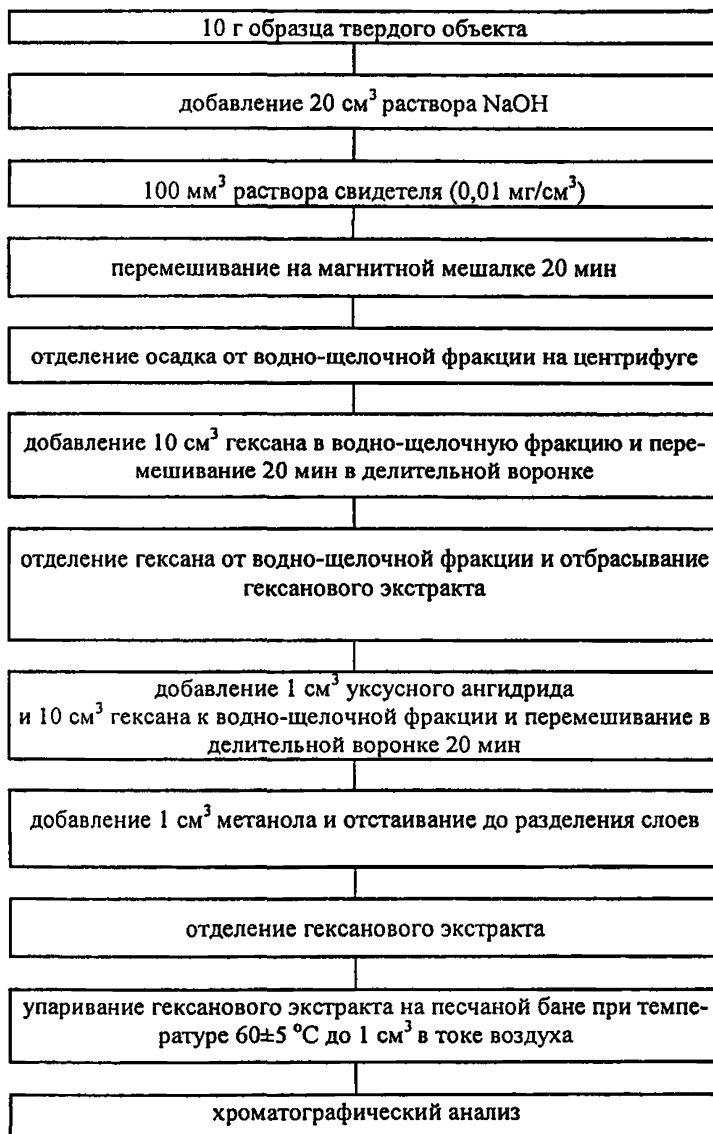 10 г образца твердого объекта
добавление 20 см³ раствора NaOH
100 мм³ раствора свидетеля (0,01 мг/см³)
перемешивание на магнитной мешалке 20 мин
отделение осадка от водно-щелочной фракции на центрифуге
добавление 10 см³ гексана в водно-щелочную фракцию и пере-
мешивание 20 мин в делительной воронке
отделение гексана от водно-щелочной фракции и отбрасывание
гексанового экстракта
добавление 1 см³ уксусного ангидрида
и 10 см³ гексана к водно-щелочной фракции и перемешивание в
делительной воронке 20 мин
добавление 1 см³ метанола и отстаивание до разделения слоев
отделение гексанового экстракта
упаривание гексанового экстракта на песчаной бане при темпе-
ратуре 60±5 °С до 1 см³ в токе воздуха
хроматографический анализ